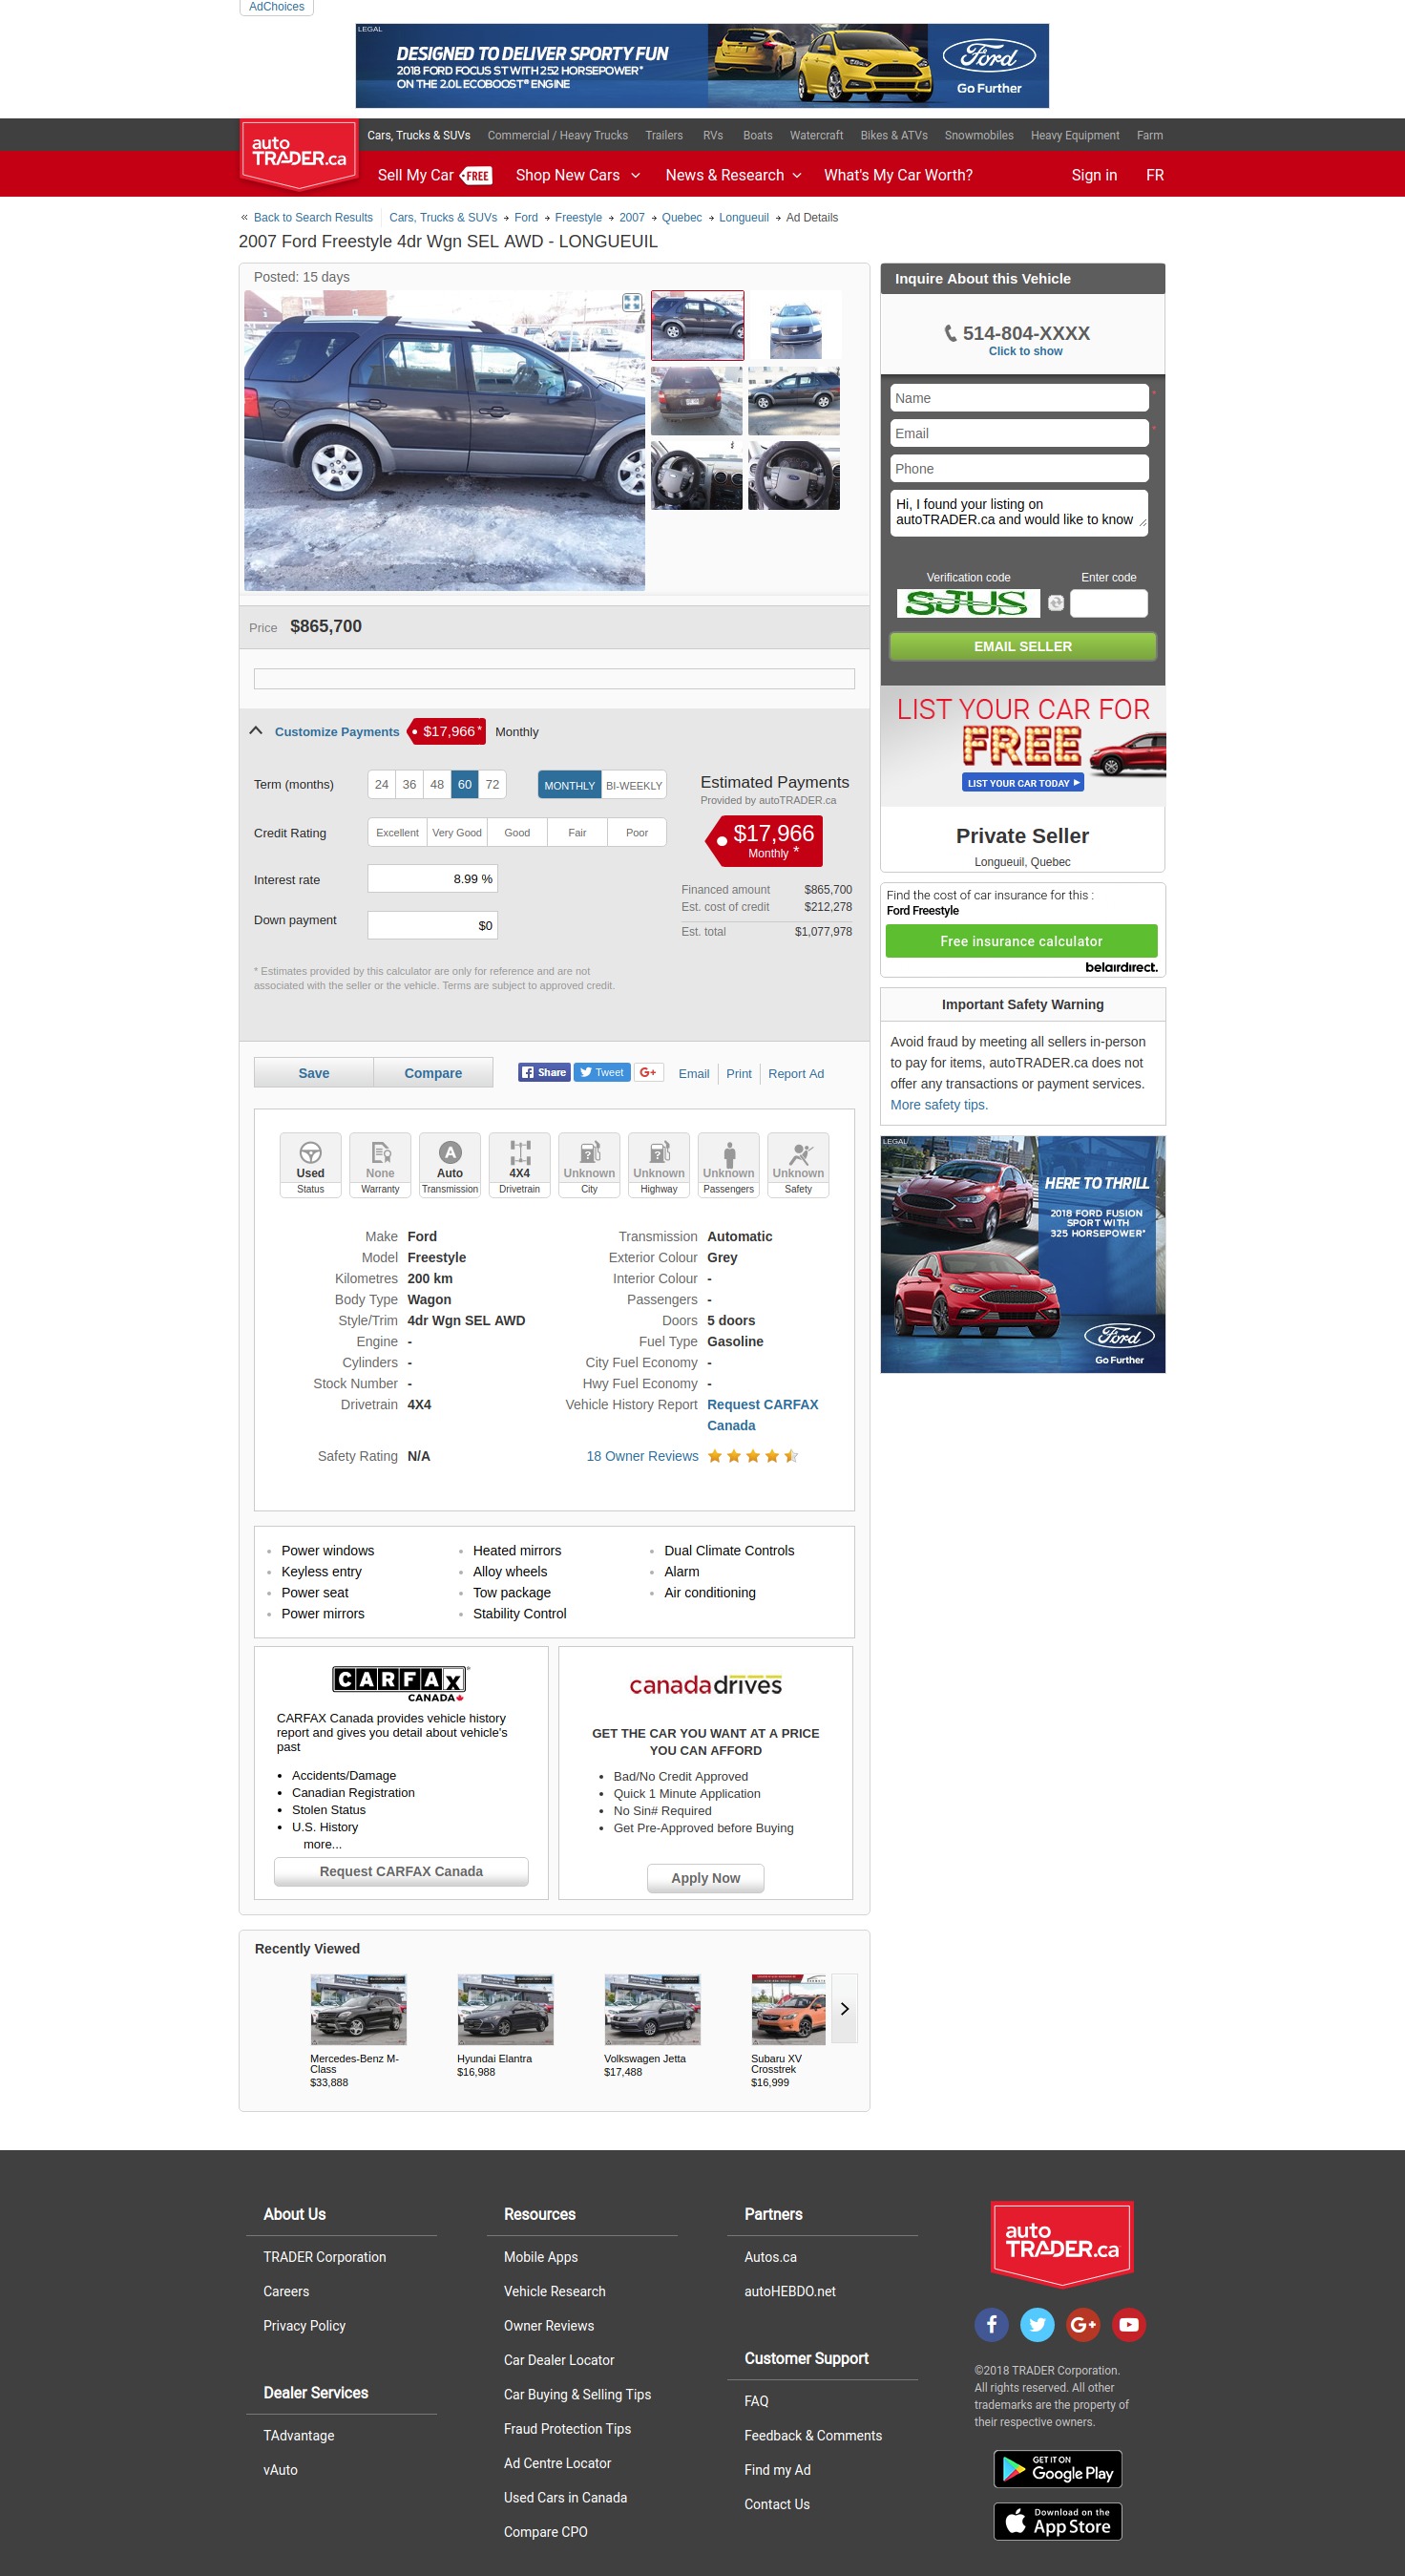 AdChoices
LEGAL
DESIGNED TO DELIVER SPORTY FUN
2018 FORD FOCUS ST WITH 252 HORSEPOWER*
ON THE 2.0L ECOBOOST® ENGINE
Ford
Go Further
auto
TRADER.ca
Cars, Trucks & SUVs Commercial / Heavy Trucks Trailers RVs Boats Watercraft Bikes & ATVs Snowmobiles Heavy Equipment Farm
Sell My Car FREE Shop New Cars News & Research What's My Car Worth? Sign in FR
« Back to Search Results Cars, Trucks & SUVs Ford Freestyle 2007 Quebec Longueuil Ad Details
2007 Ford Freestyle 4dr Wgn SEL AWD - LONGUEUIL
Posted: 15 days
Price $865,700
Customize Payments $17,966* Monthly
Term (months) 24 36 48 60 72 MONTHLY BI-WEEKLY
Credit Rating Excellent Very Good Good Fair Poor
Interest rate 8.99 %
Down payment $0
Estimated Payments
Provided by autoTRADER.ca
$17,966
Monthly *
Financed amount $865,700
Est. cost of credit $212,278
Est. total $1,077,978
* Estimates provided by this calculator are only for reference and are not
associated with the seller or the vehicle. Terms are subject to approved credit.
Save Compare Share Tweet G+ Email Print Report Ad
Used None Auto 4X4 Unknown Unknown Unknown Unknown
Status Warranty Transmission Drivetrain City Highway Passengers Safety
Make Ford Transmission Automatic
Model Freestyle Exterior Colour Grey
Kilometres 200 km Interior Colour -
Body Type Wagon Passengers -
Style/Trim 4dr Wgn SEL AWD Doors 5 doors
Engine - Fuel Type Gasoline
Cylinders - City Fuel Economy -
Stock Number - Hwy Fuel Economy -
Drivetrain 4X4 Vehicle History Report Request CARFAX
Canada
Safety Rating N/A 18 Owner Reviews
Power windows Heated mirrors Dual Climate Controls
Keyless entry Alloy wheels Alarm
Power seat Tow package Air conditioning
Power mirrors Stability Control
CARFAX
CANADA
CARFAX Canada provides vehicle history
report and gives you detail about vehicle's
past
Accidents/Damage
Canadian Registration
Stolen Status
U.S. History
more...
Request CARFAX Canada
canadadrives
GET THE CAR YOU WANT AT A PRICE
YOU CAN AFFORD
Bad/No Credit Approved
Quick 1 Minute Application
No Sin# Required
Get Pre-Approved before Buying
Apply Now
Inquire About this Vehicle
514-804-XXXX
Click to show
Name *
Email *
Phone
Hi, I found your listing on
autoTRADER.ca and would like to know
Verification code Enter code
SJUS
EMAIL SELLER
LIST YOUR CAR FOR
FREE
LIST YOUR CAR TODAY
Private Seller
Longueuil, Quebec
Find the cost of car insurance for this :
Ford Freestyle
Free insurance calculator
belairdirect.
Important Safety Warning
Avoid fraud by meeting all sellers in-person
to pay for items, autoTRADER.ca does not
offer any transactions or payment services.
More safety tips.
LEGAL
HERE TO THRILL
2018 FORD FUSION
SPORT WITH
325 HORSEPOWER*
Ford
Go Further
Recently Viewed
Mercedes-Benz M-
Class
$33,888
Hyundai Elantra
$16,988
Volkswagen Jetta
$17,488
Subaru XV
Crosstrek
$16,999
About Us
TRADER Corporation
Careers
Privacy Policy
Dealer Services
TAdvantage
vAuto
Resources
Mobile Apps
Vehicle Research
Owner Reviews
Car Dealer Locator
Car Buying & Selling Tips
Fraud Protection Tips
Ad Centre Locator
Used Cars in Canada
Compare CPO
Partners
Autos.ca
autoHEBDO.net
Customer Support
FAQ
Feedback & Comments
Find my Ad
Contact Us
auto
TRADER.ca
G+
©2018 TRADER Corporation.
All rights reserved. All other
trademarks are the property of
their respective owners.
GET IT ON
Google Play
Download on the
App Store